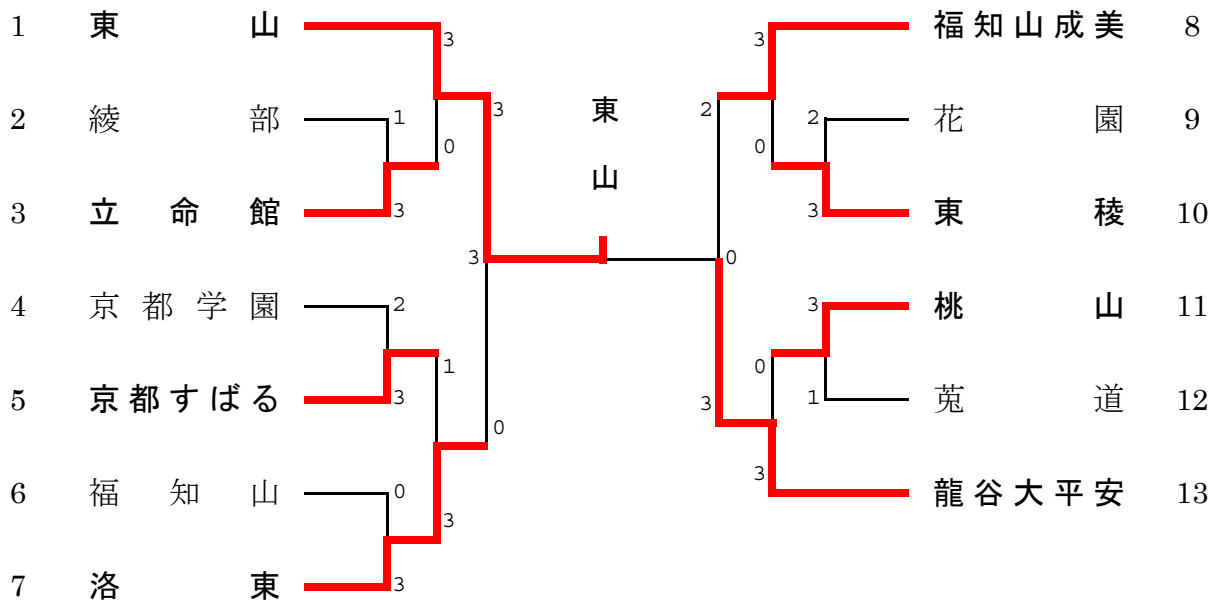 1 東山 3 3 福知山成美 8
2 綾部 1 3 東 2 2 花園 9
0 0
山
3 立命館 3 3 東稜 10
3 0
4 京都学園 2 3 桃山 11
1 0
5 京都すばる 3 0 3 1 莵道 12
6 福知山 0 3 3 龍谷大平安 13
7 洛東 3